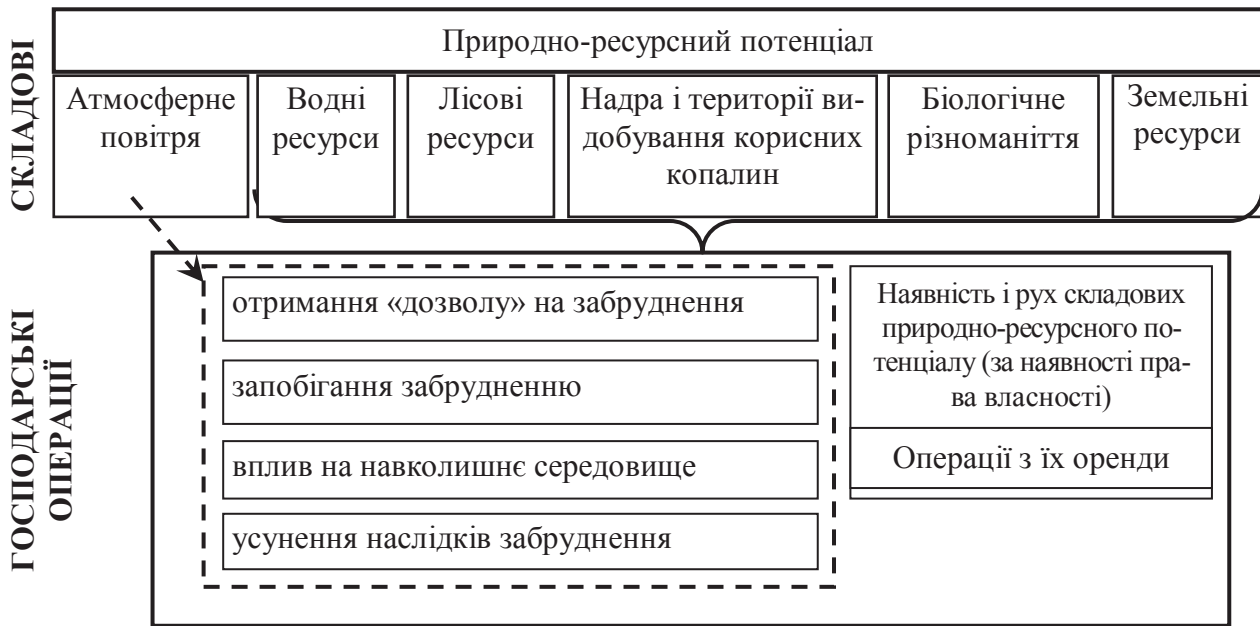 СКЛАДОВІ
Природно-ресурсний потенціал
Атмосферне
повітря
Водні
ресурси
Лісові
ресурси
Надра і території ви-
добування корисних
копалин
Біологічне
різноманіття
Земельні
ресурси
ГОСПОДАРСЬКІ
ОПЕРАЦІЇ
отримання «дозволу» на забруднення
запобігання забрудненню
вплив на навколишнє середовище
усунення наслідків забруднення
Наявність і рух складових
природно-ресурсного по-
тенціалу (за наявності пра-
ва власності)
Операції з їх оренди